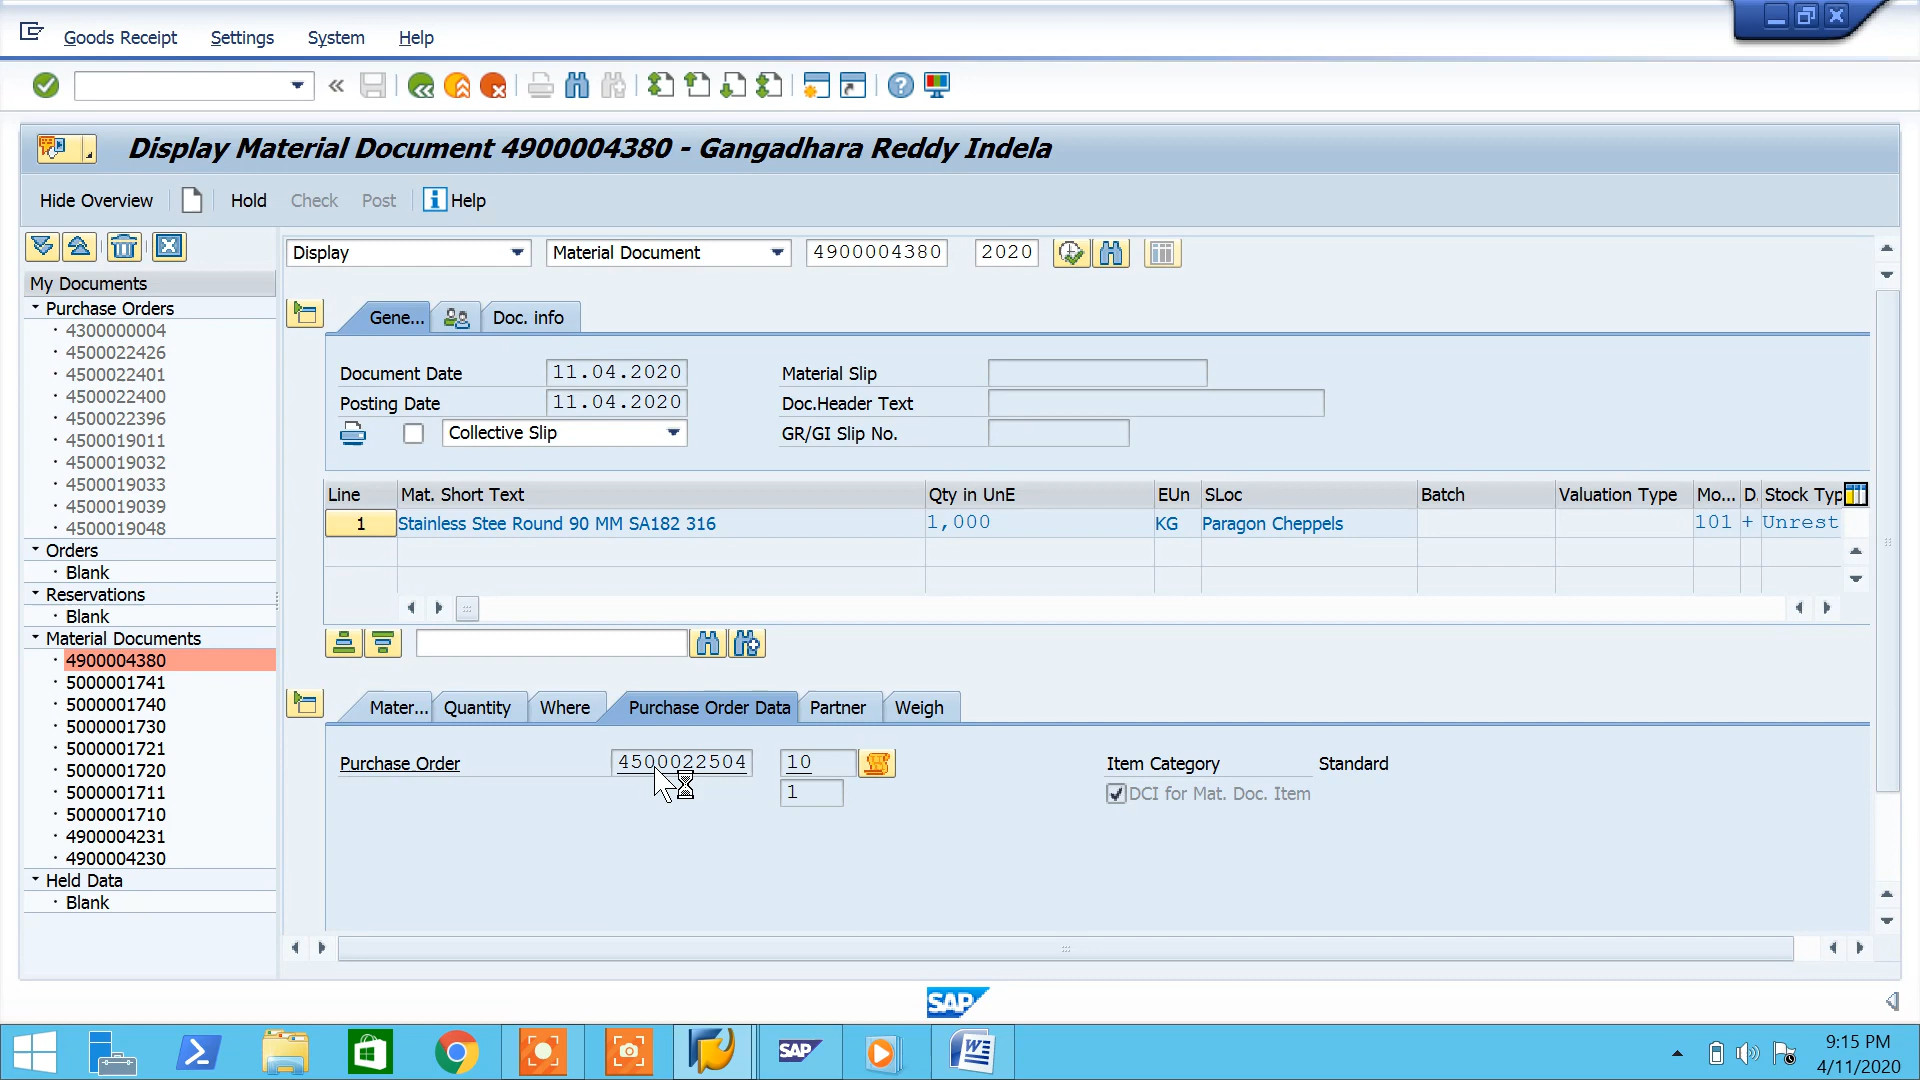 Goods Receipt Settings System Help
Display Material Document 4900004380 - Gangadhara Reddy Indela
Hide Overview Hold Check Post Help
Display Material Document 4900004380 2020
My Documents
Purchase Orders
4300000004
4500022426
4500022401
4500022400
4500022396
4500019011
4500019032
4500019033
4500019039
4500019048
Orders
Blank
Reservations
Blank
Material Documents
4900004380
5000001741
5000001740
5000001730
5000001721
5000001720
5000001711
5000001710
4900004231
4900004230
Held Data
Blank
Gene... Doc. info
Document Date 11.04.2020 Material Slip
Posting Date 11.04.2020 Doc.Header Text
Collective Slip GR/GI Slip No.
Line Mat. Short Text Qty in UnE EUn SLoc Batch Valuation Type Mo... D. Stock Typ
1 Stainless Stee Round 90 MM SA182 316 1,000 KG Paragon Cheppels 101 + Unrest
Mater... Quantity Where Purchase Order Data Partner Weigh
Purchase Order 4500022504 10 Item Category Standard
1 DCI for Mat. Doc. Item
SAP
SAP
9:15 PM
4/11/2020